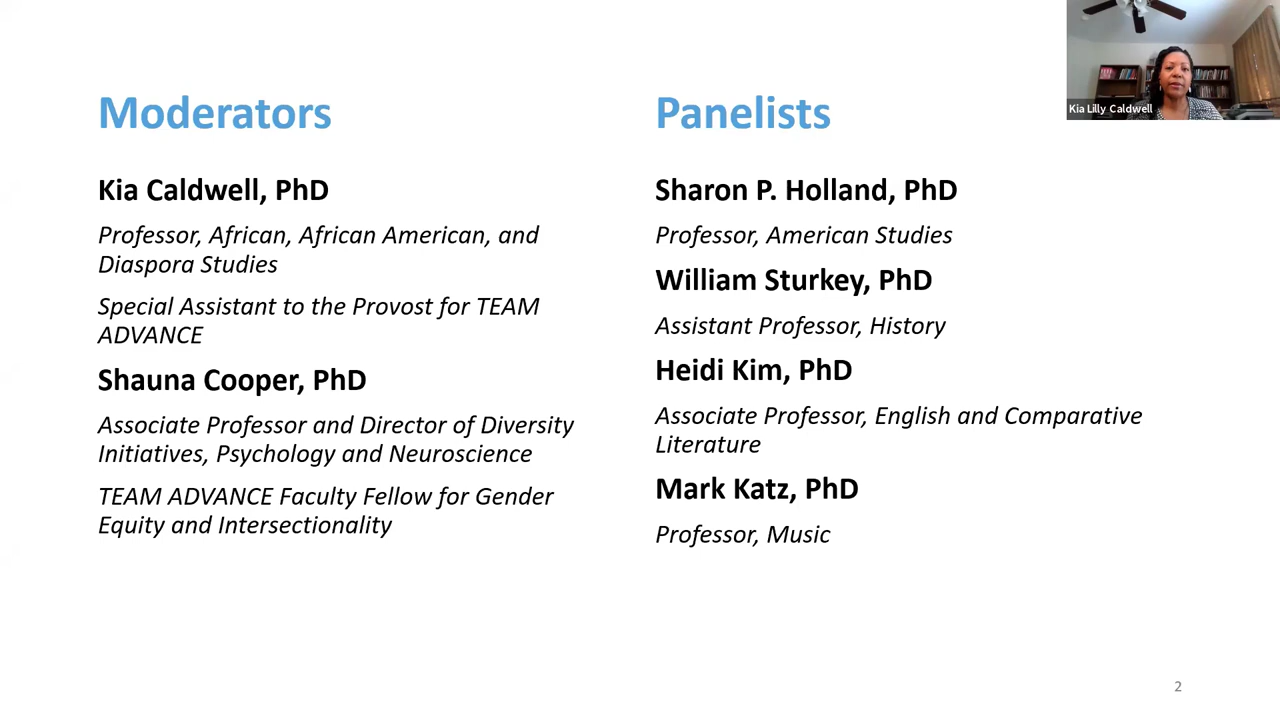 Moderators
Kia Caldwell, PhD
Professor, African, African American, and
Diaspora Studies
Special Assistant to the Provost for TEAM
ADVANCE
Shauna Cooper, PhD
Associate Professor and Director of Diversity
Initiatives, Psychology and Neuroscience
TEAM ADVANCE Faculty Fellow for Gender
Equity and Intersectionality
Panelists
Sharon P. Holland, PhD
Professor, American Studies
William Sturkey, PhD
Assistant Professor, History
Heidi Kim, PhD
Associate Professor, English and Comparative
Literature
Mark Katz, PhD
Professor, Music
Kia Lilly Caldwell
2